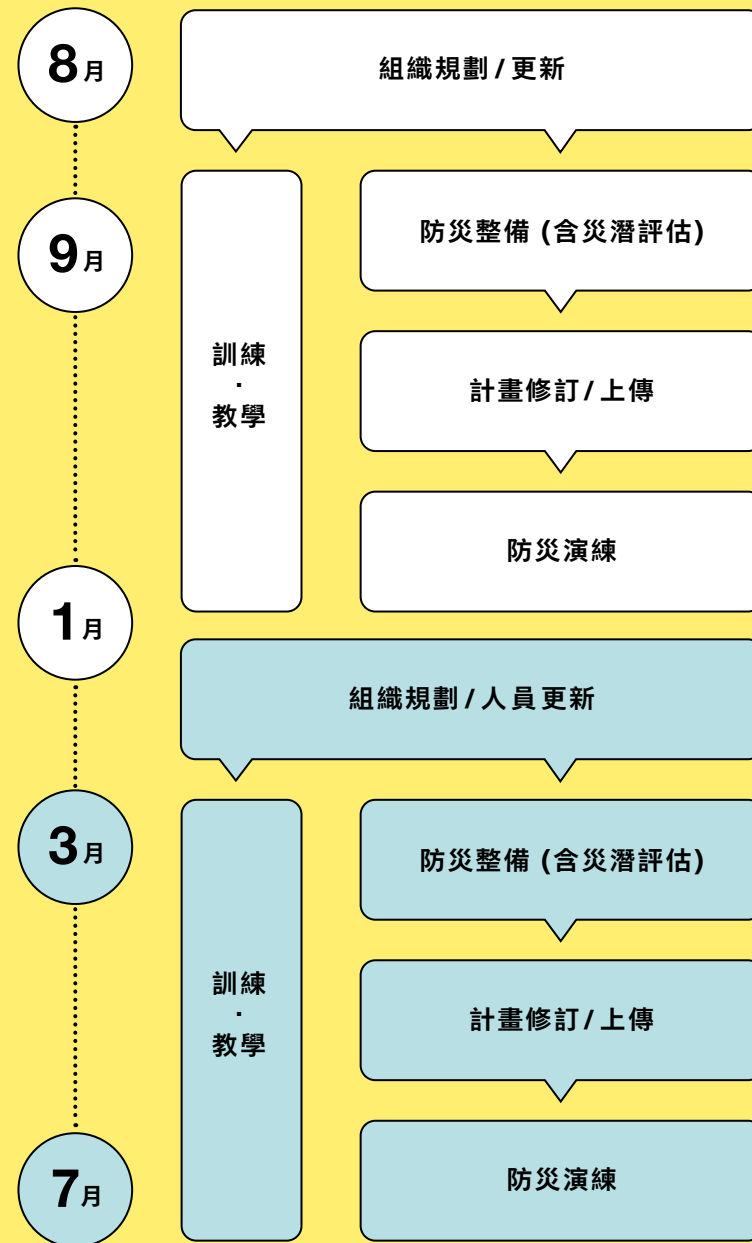 8月
組織規劃 / 更新
9月
防災整備 (含災潛評估)
訓練
·
教學
計畫修訂 / 上傳
防災演練
1月
組織規劃 / 人員更新
3月
防災整備 (含災潛評估)
訓練
·
教學
計畫修訂 / 上傳
7月
防災演練